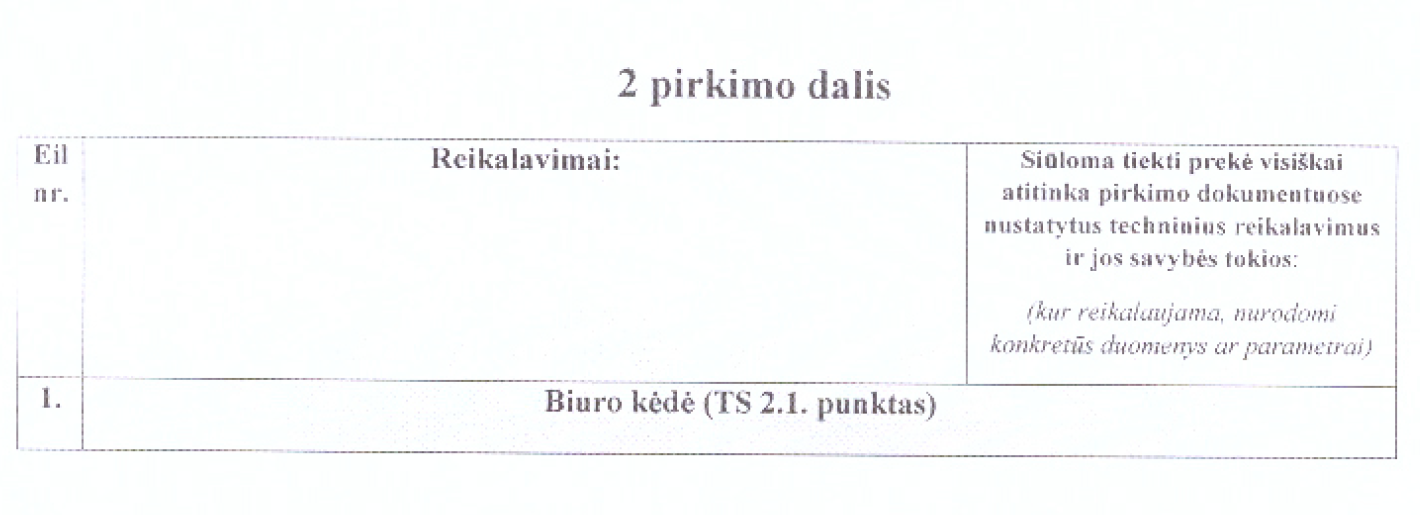 2 pirkimo dalis
Eil
nr.
Reikalavimai:
Siūloma tiekti prekė visiškai
atitinka pirkimo dokumentuose
nustatytus techninius reikalavimus
ir jos savybės tokios:
(kur reikalaujama, nurodomi
konkretūs duomenys ar parametrai)
1.
Biuro kėdė (TS 2.1. punktas)